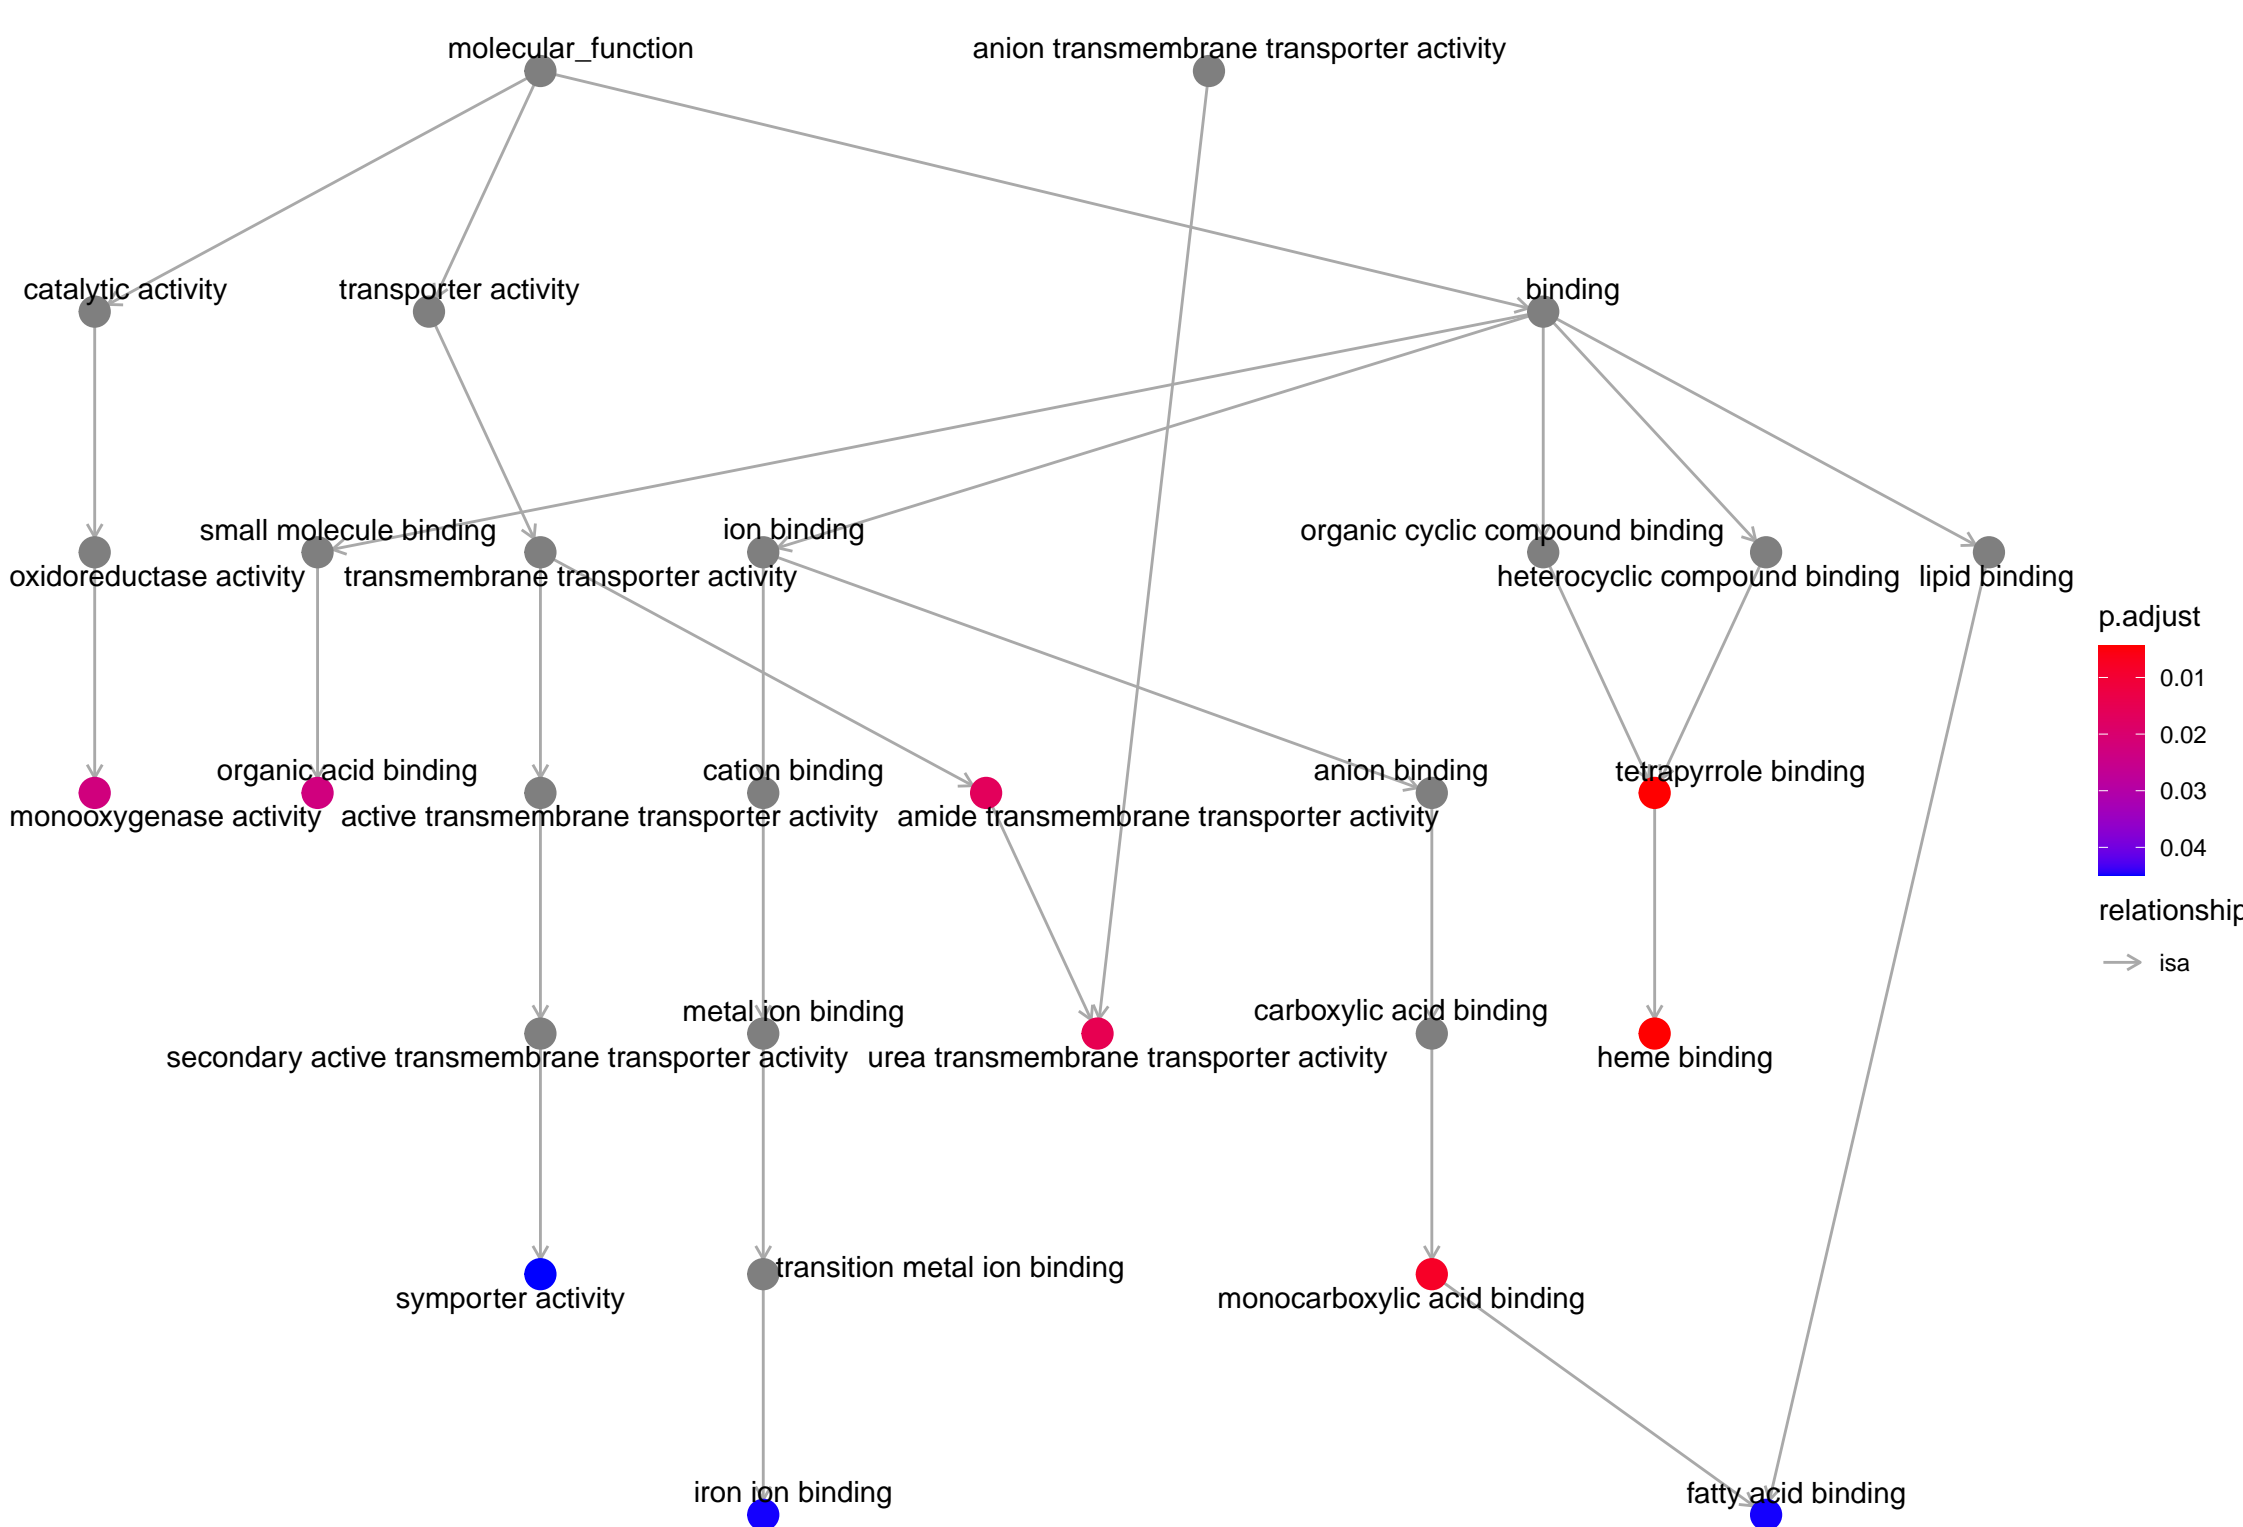 molecular_function
anion transmembrane transporter activity
catalytic activity
transporter activity
binding
small molecule binding
ion binding
organic cyclic compound binding
oxidoreductase activity
transmembrane transporter activity
heterocyclic compound binding
lipid binding
p.adjust
0.01
0.02
0.03
0.04
relationship
isa
organic acid binding
cation binding
anion binding
tetrapyrrole binding
monooxygenase activity
active transmembrane transporter activity
amide transmembrane transporter activity
metal ion binding
carboxylic acid binding
secondary active transmembrane transporter activity
urea transmembrane transporter activity
heme binding
transition metal ion binding
symporter activity
monocarboxylic acid binding
iron ion binding
fatty acid binding